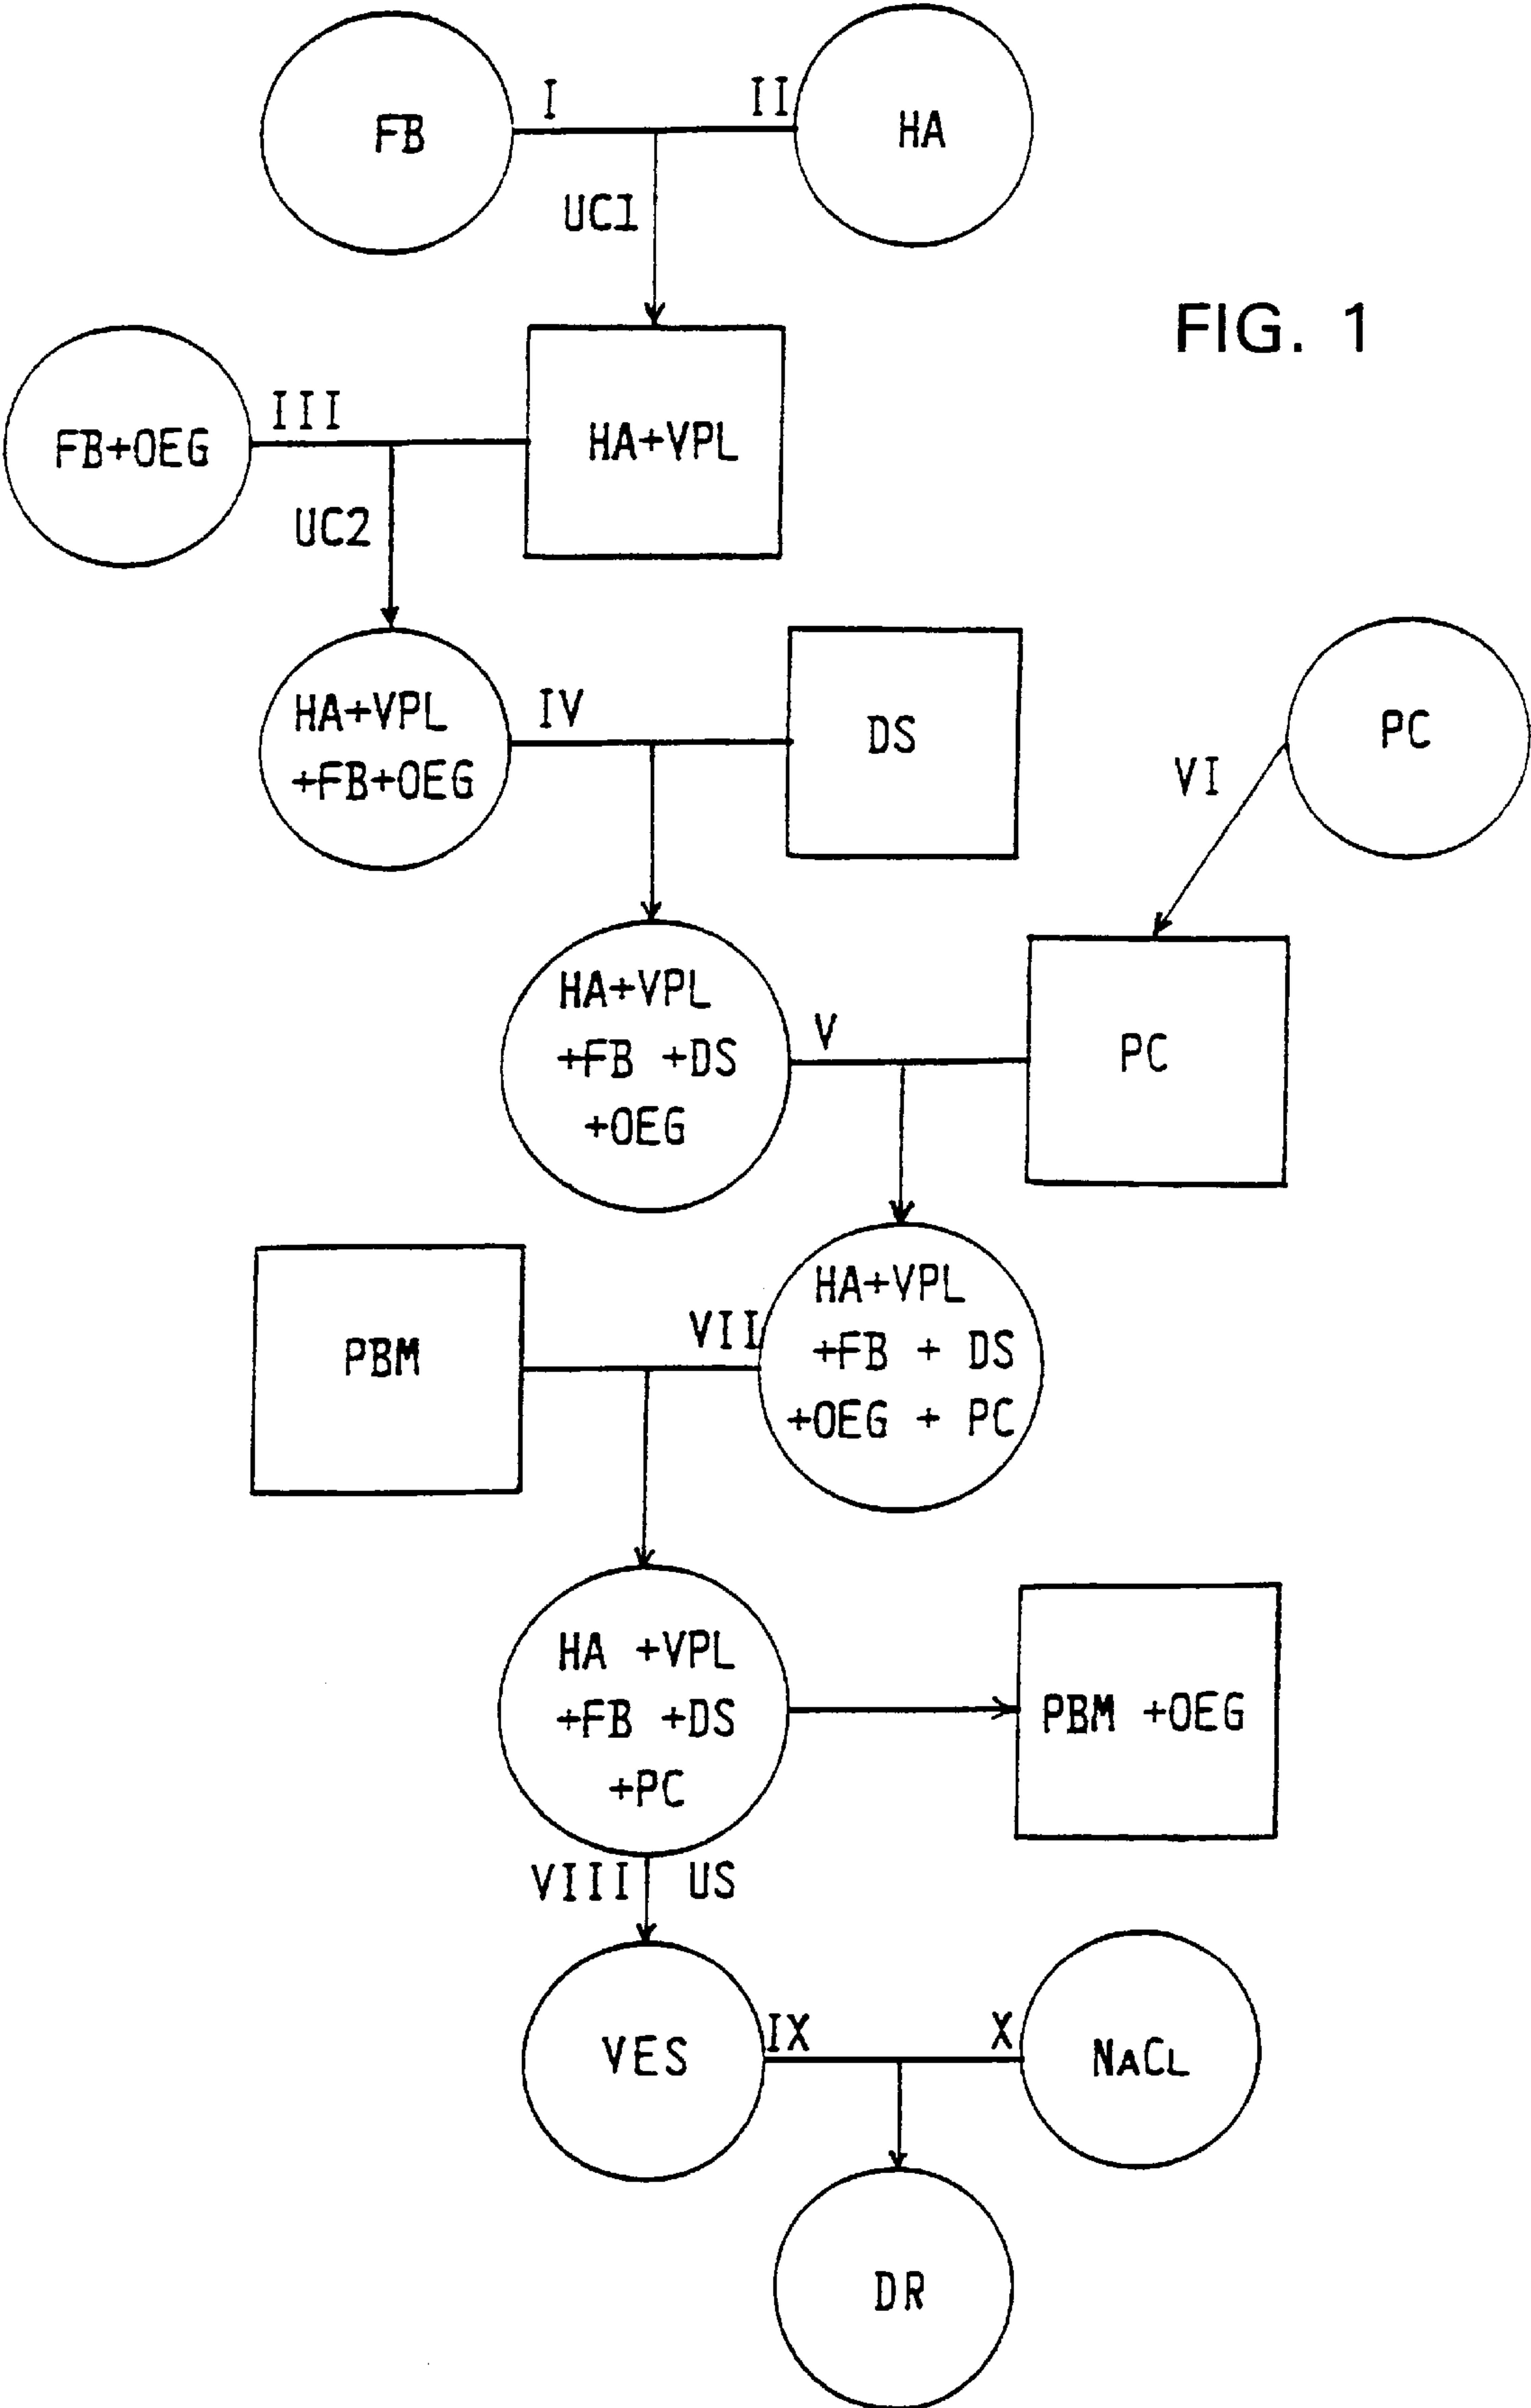 FB
I
II
HA
UC1
FIG. 1
FB+OEG
III
HA+VPL
UC2
HA+VPL
+FB+OEG
IV
DS
PC
VI
HA+VPL
+FB +DS
+OEG
V
PC
PBM
VII
HA+VPL
+FB + DS
+OEG + PC
HA +VPL
+FB +DS
+PC
PBM +OEG
VIII
US
VES
IX
X
NACL
DR